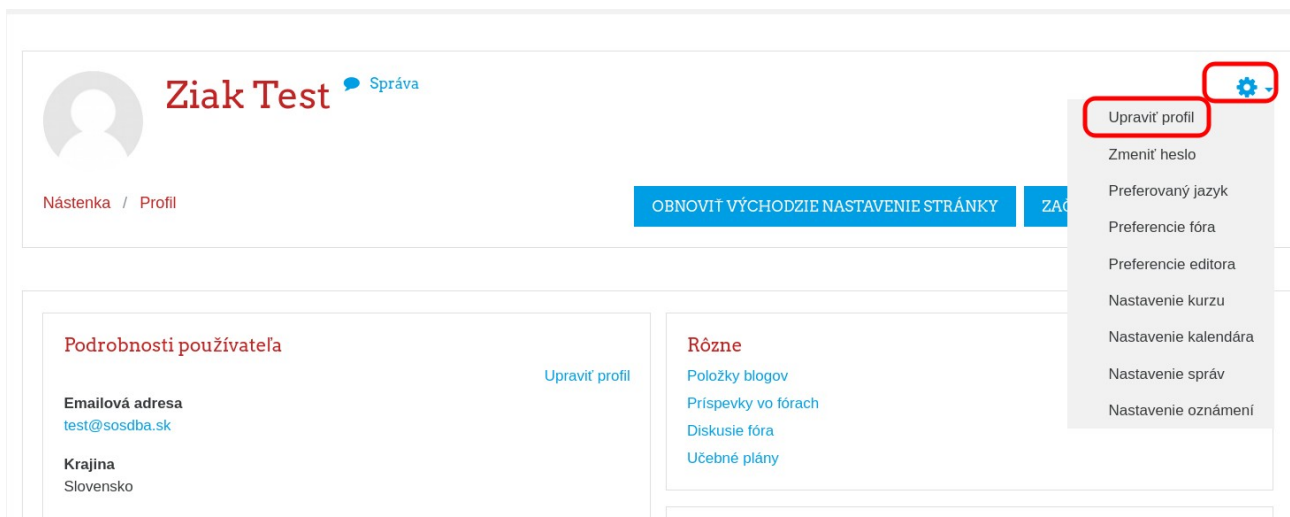 Ziak Test
Správa
Upraviť profil
Zmeniť heslo
Preferovaný jazyk
Preferencie fóra
Preferencie editora
Nastavenie kurzu
Nastavenie kalendára
Nastavenie správ
Nastavenie oznámení
Nástenka / Profil
OBNOVIŤ VÝCHODZIE NASTAVENIE STRÁNKY
Podrobnosti používateľa
Upraviť profil
Emailová adresa
test@sosdba.sk
Krajina
Slovensko
Rôzne
Položky blogov
Príspevky vo fórach
Diskusie fóra
Učebné plány